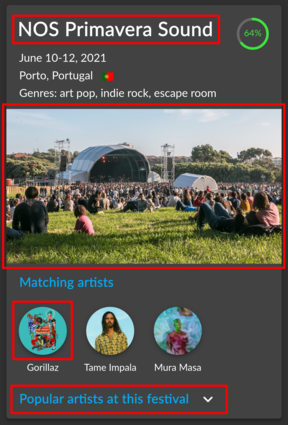 NOS Primavera Sound
64%
June 10-12, 2021
Porto, Portugal
Genres: art pop, indie rock, escape room
Matching artists
Gorillaz
Tame Impala
Mura Masa
Popular artists at this festival